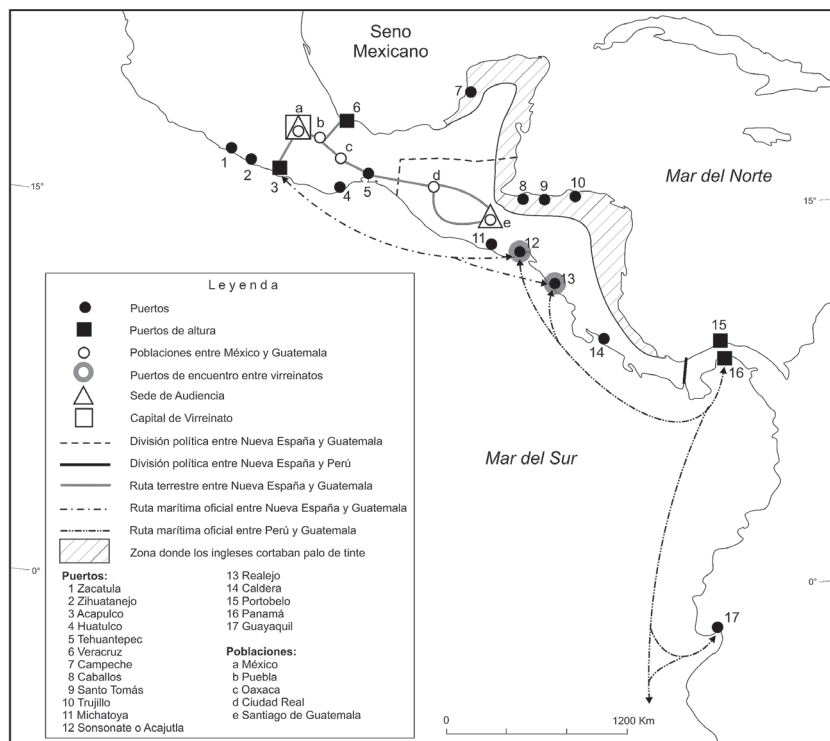 Seno
Mexicano
Mar del Norte
Mar del Sur
15°
15°
0°
0°
a
b
c
d
e
1
2
3
4
5
6
7
8
9
10
11
12
13
14
15
16
17
Leyenda
Puertos
Puertos de altura
Poblaciones entre México y Guatemala
Puertos de encuentro entre virreinatos
Sede de Audiencia
Capital de Virreinato
División política entre Nueva España y Guatemala
División política entre Nueva España y Perú
Ruta terrestre entre Nueva España y Guatemala
Ruta marítima oficial entre Nueva España y Guatemala
Ruta marítima oficial entre Perú y Guatemala
Zona donde los ingleses cortaban palo de tinte
Puertos:
1 Zacatula
2 Zihuatanejo
3 Acapulco
4 Huatulco
5 Tehuantepec
6 Veracruz
7 Campeche
8 Caballos
9 Santo Tomás
10 Trujillo
11 Michatoya
12 Sonsonate o Acajutla
13 Realejo
14 Caldera
15 Portobelo
16 Panamá
17 Guayaquil
Poblaciones:
a México
b Puebla
c Oaxaca
d Ciudad Real
e Santiago de Guatemala
0
1200 Km